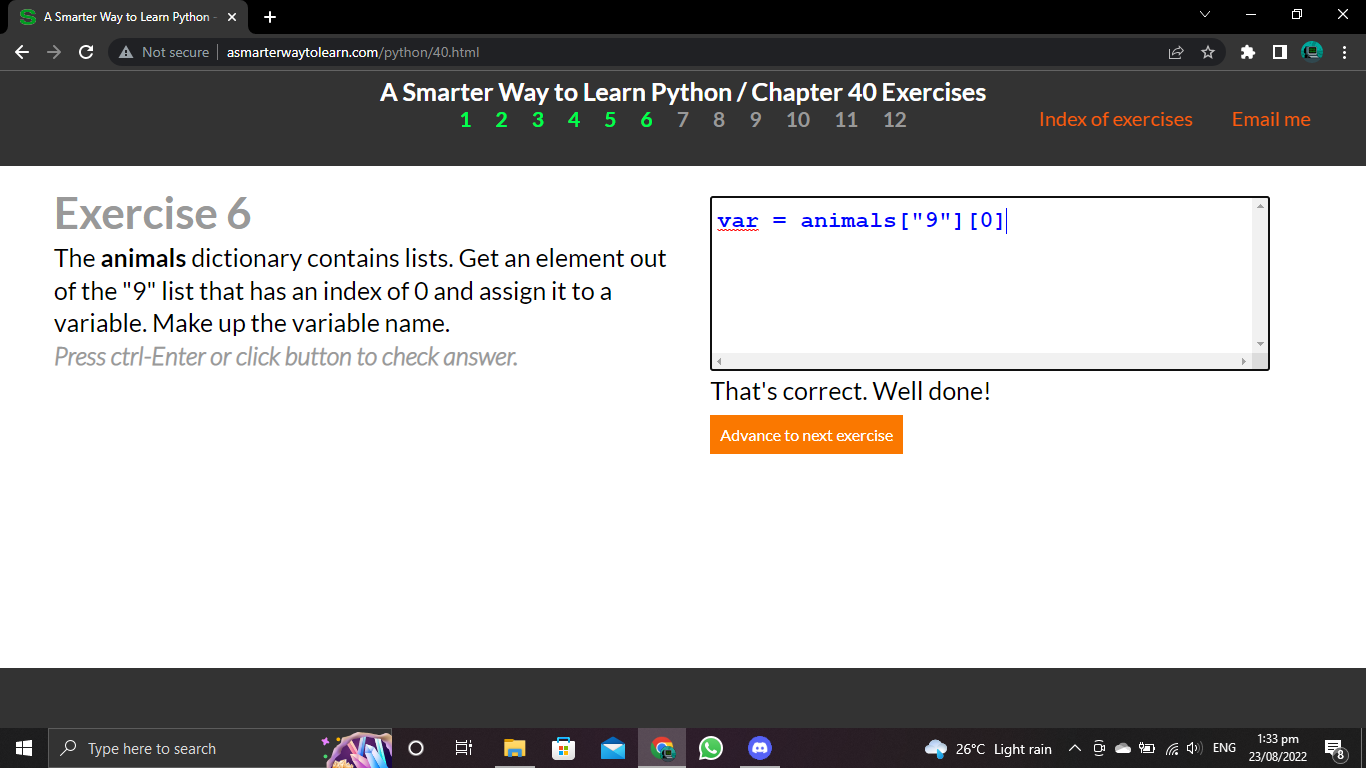 A Smarter Way to Learn Python -
Not secure asmarterwaytolearn.com/python/40.html
A Smarter Way to Learn Python / Chapter 40 Exercises
1 2 3 4 5 6 7 8 9 10 11 12
Index of exercises Email me
Exercise 6
The animals dictionary contains lists. Get an element out
of the "9" list that has an index of 0 and assign it to a
variable. Make up the variable name.
Press ctrl-Enter or click button to check answer.
var = animals["9"][0]
That's correct. Well done!
Advance to next exercise
Type here to search
26°C Light rain
ENG
1:33 pm
23/08/2022
8